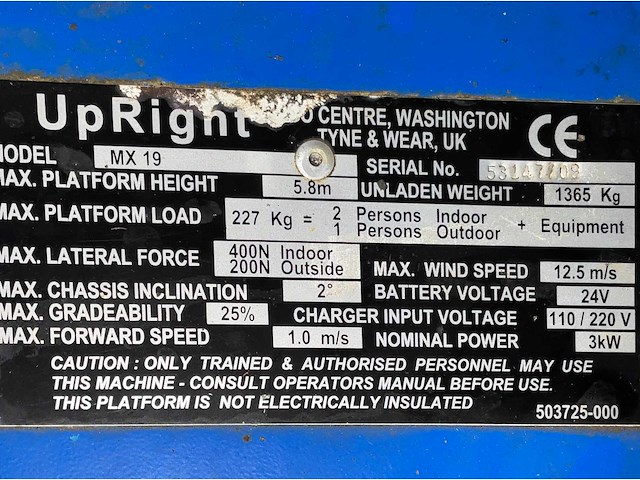 UpRight
CENTRE, WASHINGTON
TYNE & WEAR, UK
CE
MODEL MX 19
SERIAL No.
MAX. PLATFORM HEIGHT 5.8m
UNLADEN WEIGHT 1365 Kg
MAX. PLATFORM LOAD 227 Kg = 2 Persons Indoor
1 Persons Outdoor + Equipment
MAX. LATERAL FORCE 400N Indoor
200N Outside
MAX. WIND SPEED 12.5 m/s
MAX. CHASSIS INCLINATION 2°
BATTERY VOLTAGE 24V
MAX. GRADEABILITY 25%
CHARGER INPUT VOLTAGE 110 / 220 V
MAX. FORWARD SPEED 1.0 m/s
NOMINAL POWER 3kW
CAUTION : ONLY TRAINED & AUTHORISED PERSONNEL MAY USE
THIS MACHINE - CONSULT OPERATORS MANUAL BEFORE USE.
THIS PLATFORM IS NOT ELECTRICALLY INSULATED
503725-000